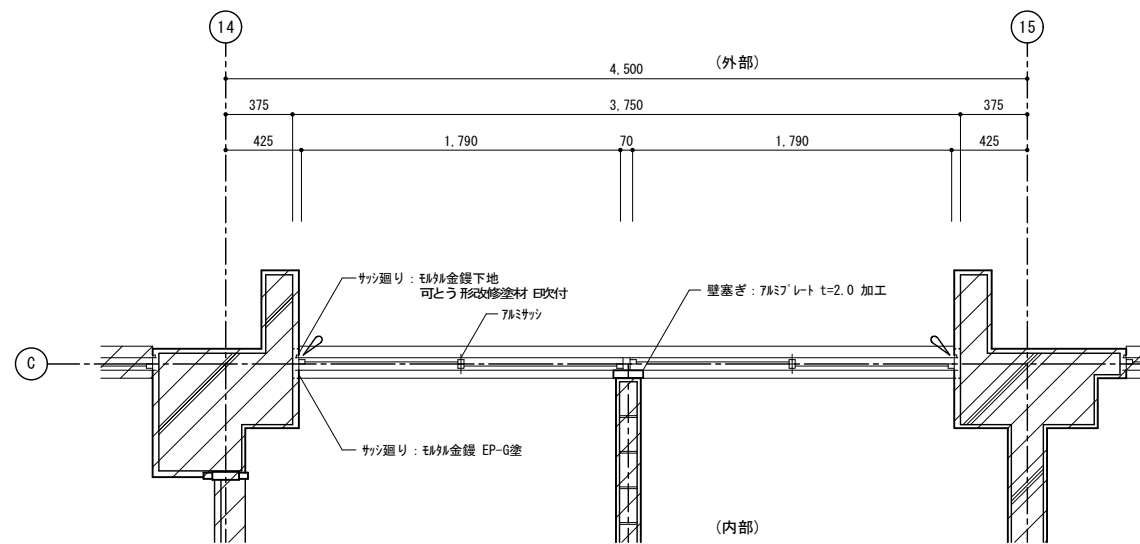 14
15
4,500
(外部)
375
3,750
375
425
1,790
70
1,790
425
サッシ廻り：モルタル金鏝下地
可とう形改修塗材 E吹付
アルミサッシ
壁塞ぎ：アルミプレート t=2.0 加工
C
サッシ廻り：モルタル金鏝 EP-G塗
(内部)